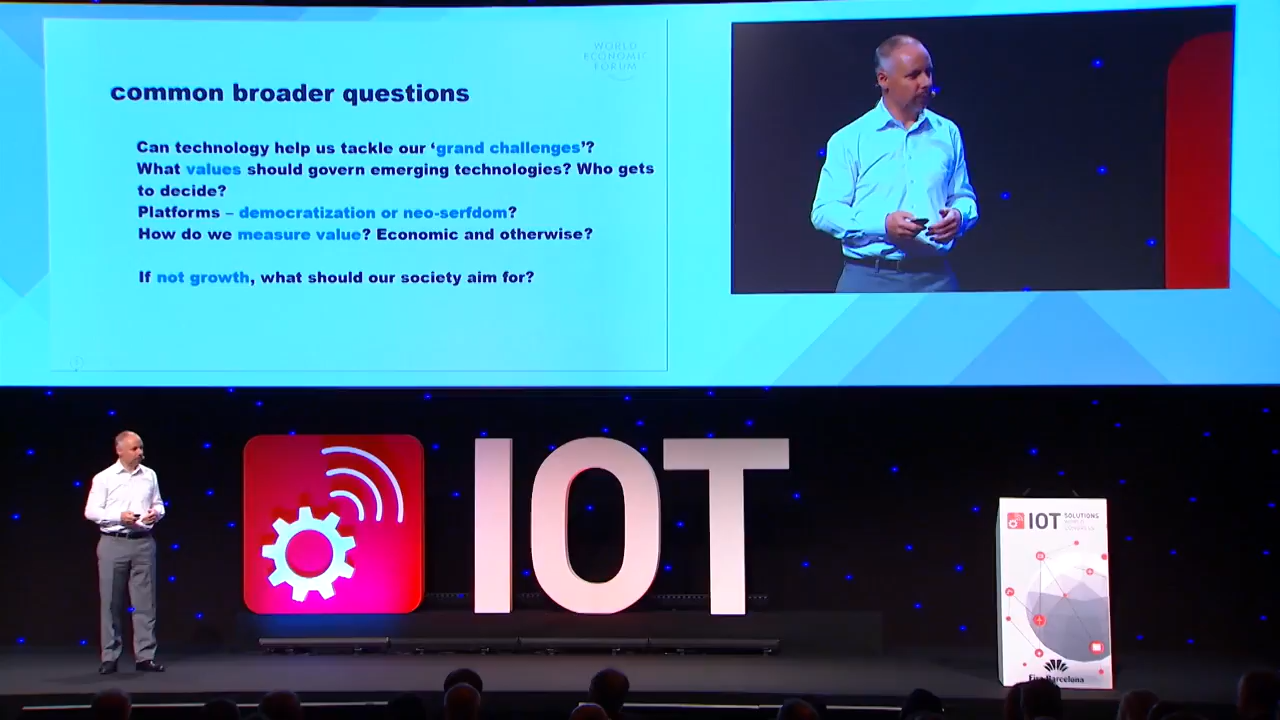 WORLD
ECONOMIC
FORUM
common broader questions
Can technology help us tackle our ‘grand challenges’?
What values should govern emerging technologies? Who gets
to decide?
Platforms – democratization or neo-serfdom?
How do we measure value? Economic and otherwise?
If not growth, what should our society aim for?
IOT
IOT SOLUTIONS
WORLD
CONGRESS
Fira Barcelona